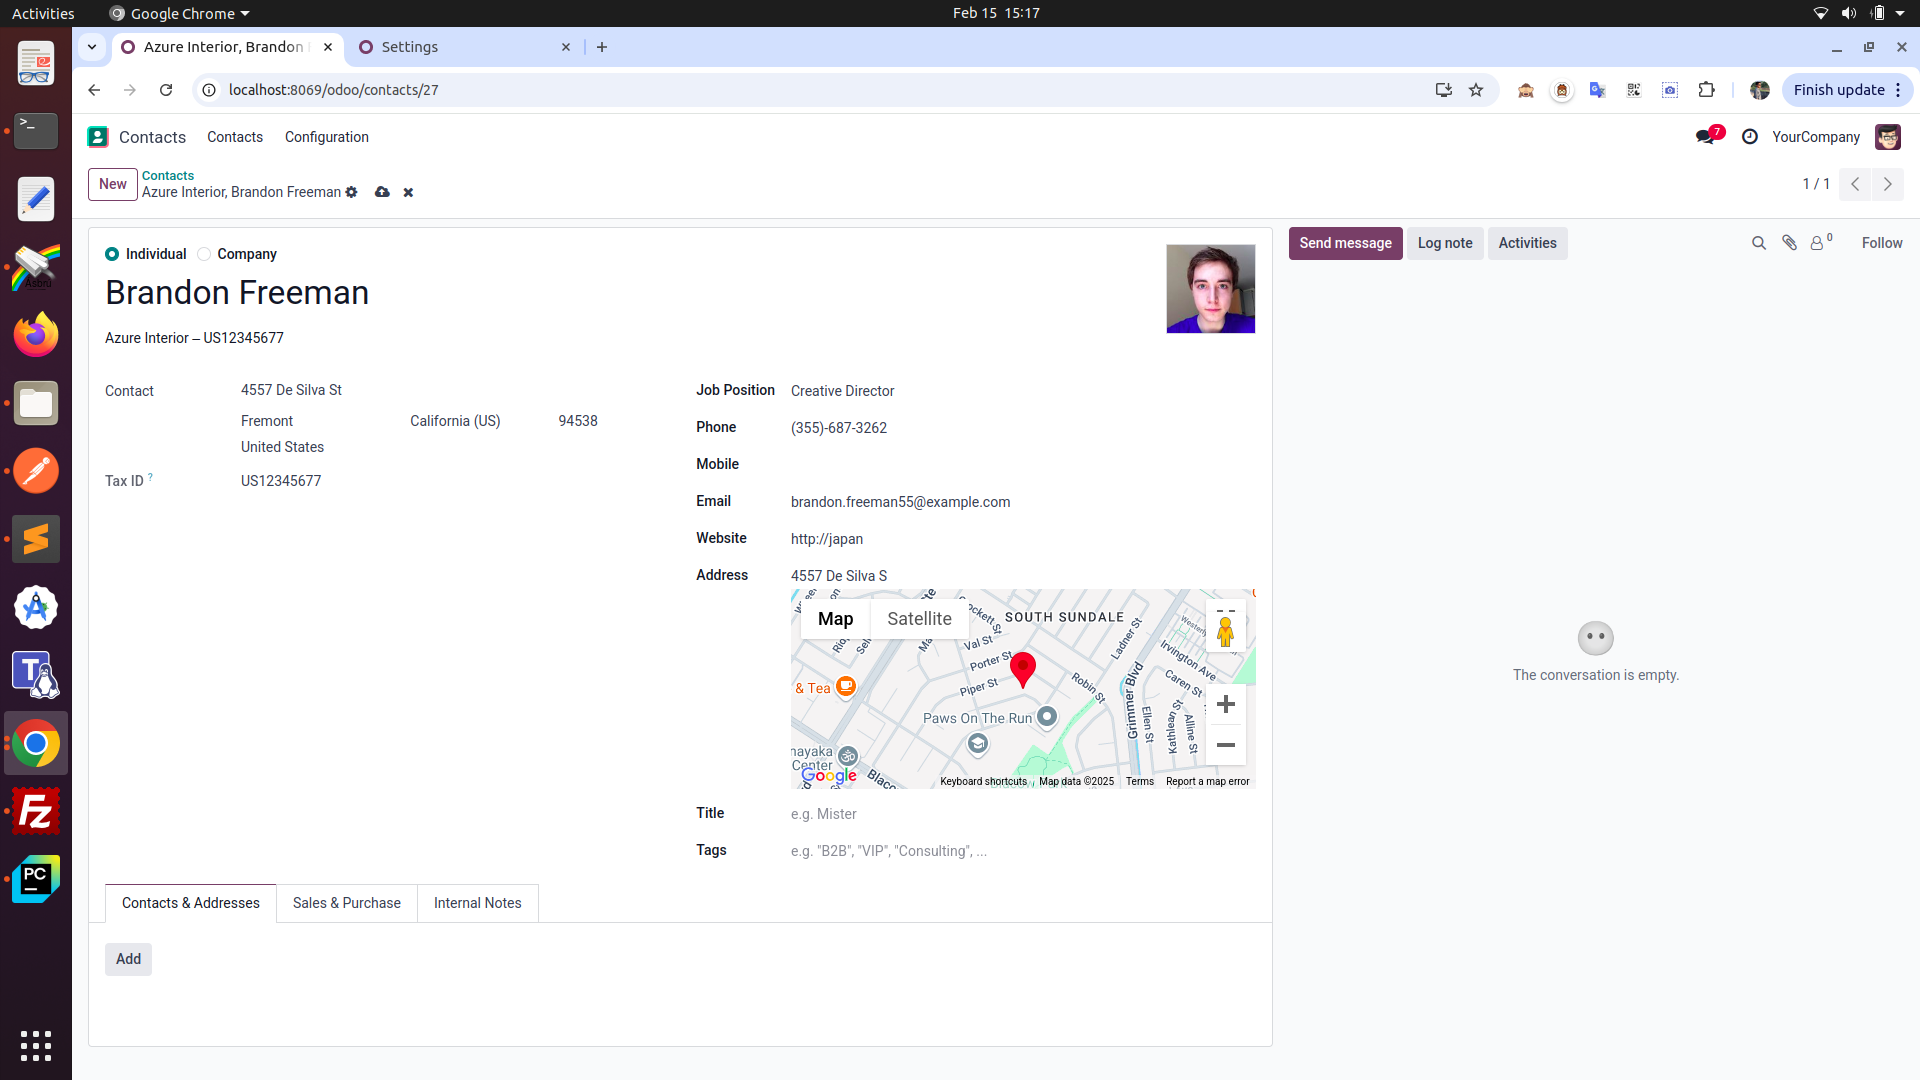 Activities
Google Chrome
Feb 15 15:17
Azure Interior, Brandon
Settings
localhost:8069/odoo/contacts/27
Finish update
Contacts
Contacts
Configuration
7
YourCompany
New
Contacts
Azure Interior, Brandon Freeman
1 / 1
Individual
Company
Send message
Log note
Activities
0
Follow
Brandon Freeman
Azure Interior – US12345677
Contact
4557 De Silva St
Fremont
California (US)
94538
United States
Tax ID ?
US12345677
Job Position
Creative Director
Phone
(355)-687-3262
Mobile
Email
brandon.freeman55@example.com
Website
http://japan
Address
4557 De Silva S
Map
Satellite
SOUTH SUNDALE
Val St
Porter St
Piper St
Robin St
Ladner St
Irvington Ave
Caren St
Grimmer Blvd
Ellen St
Kathlean St
Alline St
& Tea
Paws On The Run
nayaka
Center
Google
Keyboard shortcuts
Map data ©2025
Terms
Report a map error
Title
e.g. Mister
Tags
e.g. "B2B", "VIP", "Consulting", ...
The conversation is empty.
Contacts & Addresses
Sales & Purchase
Internal Notes
Add